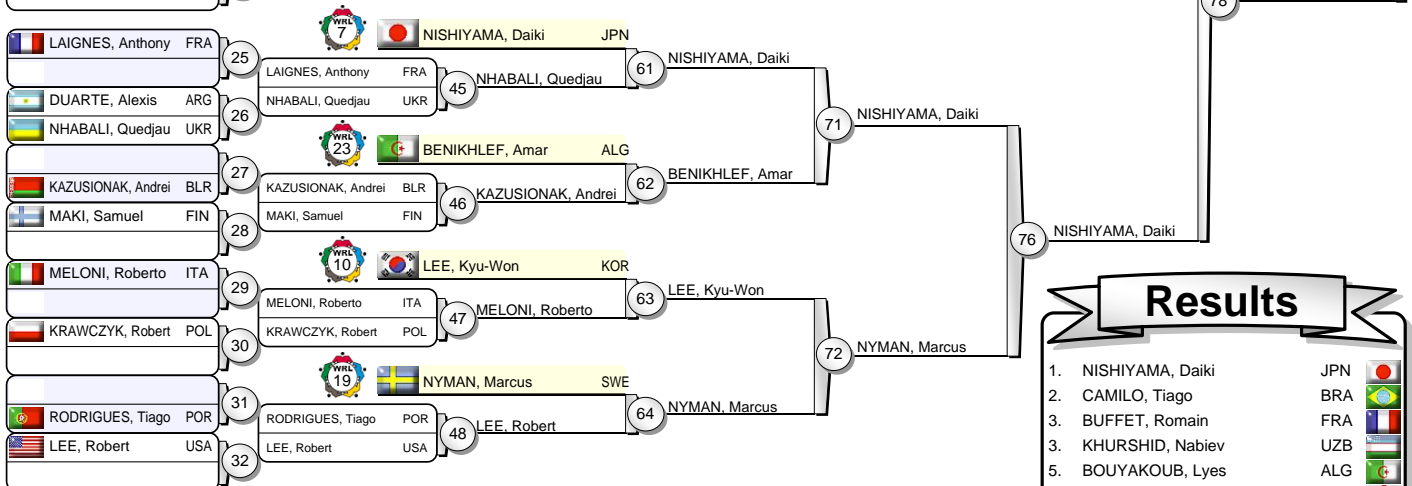 78
LAIGNES, Anthony FRA
25
DUARTE, Alexis ARG
NHABALI, Quedjau UKR
26
27
KAZUSIONAK, Andrei BLR
MAKI, Samuel FIN
28
MELONI, Roberto ITA
29
KRAWCZYK, Robert POL
30
31
RODRIGUES, Tiago POR
LEE, Robert USA
32
WRL
7
NISHIYAMA, Daiki JPN
LAIGNES, Anthony FRA
NHABALI, Quedjau UKR
45
NHABALI, Quedjau
61
NISHIYAMA, Daiki
WRL
23
BENIKHLEF, Amar ALG
KAZUSIONAK, Andrei BLR
MAKI, Samuel FIN
46
KAZUSIONAK, Andrei
62
BENIKHLEF, Amar
71
NISHIYAMA, Daiki
WRL
10
LEE, Kyu-Won KOR
MELONI, Roberto ITA
KRAWCZYK, Robert POL
47
MELONI, Roberto
63
LEE, Kyu-Won
WRL
19
NYMAN, Marcus SWE
RODRIGUES, Tiago POR
LEE, Robert USA
48
LEE, Robert
64
NYMAN, Marcus
72
NYMAN, Marcus
76
NISHIYAMA, Daiki
Results
1. NISHIYAMA, Daiki JPN
2. CAMILO, Tiago BRA
3. BUFFET, Romain FRA
3. KHURSHID, Nabiev UZB
5. BOUYAKOUB, Lyes ALG